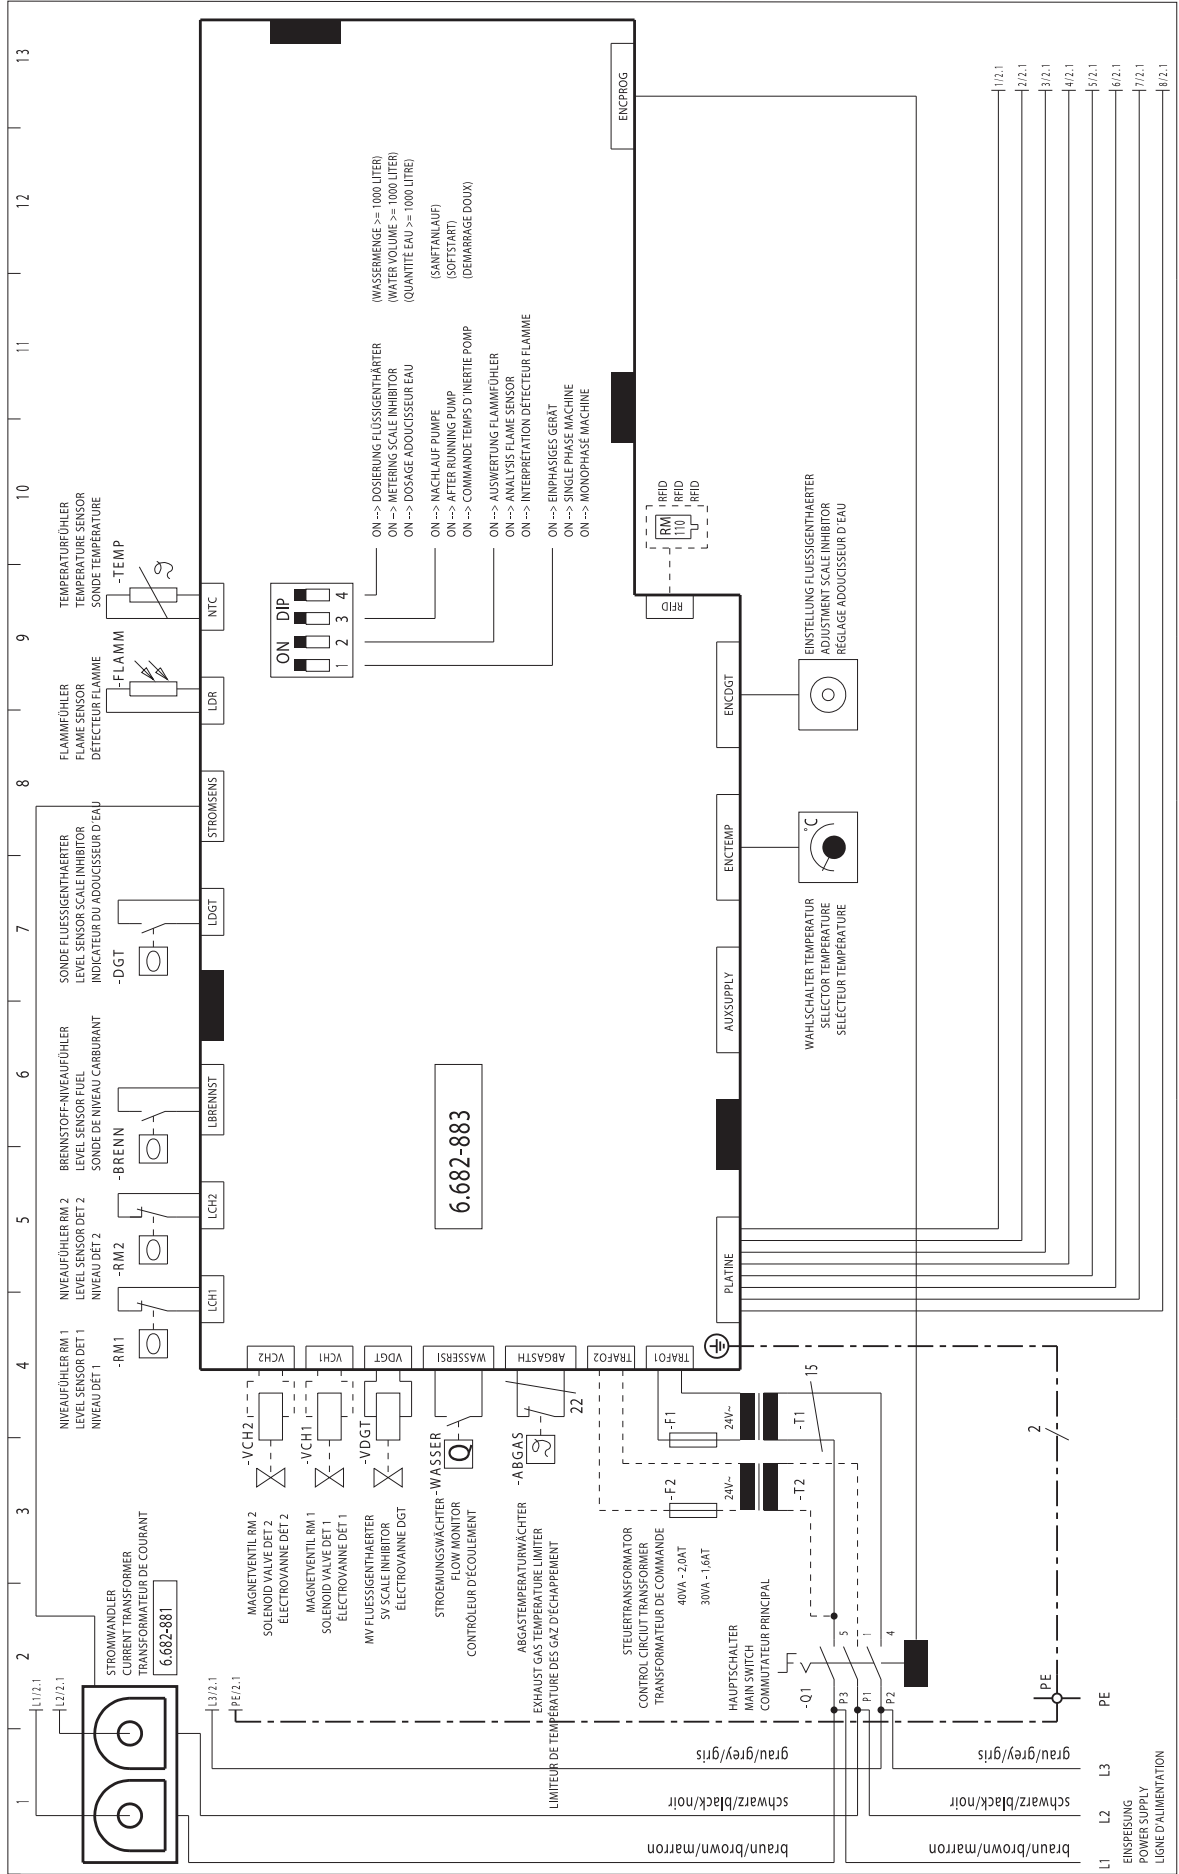 1
2
3
4
5
6
7
8
9
10
11
12
13
L1/2.1
L2/2.1
STROMWANDLER
CURRENT TRANSFORMER
TRANSFORMATEUR DE COURANT
6.682-881
L3/2.1
PE/2.1
NIVEAUFÜHLER RM 1
LEVEL SENSOR DET 1
NIVEAU DÉT 1
-RM1
LCH1
NIVEAUFÜHLER RM 2
LEVEL SENSOR DET 2
NIVEAU DÉT 2
-RM2
LCH2
BRENNSTOFF-NIVEAUFÜHLER
LEVEL SENSOR FUEL
SONDE DE NIVEAU CARBURANT
-BRENN
LBRENNST
SONDE FLUESSIGENTHAERTER
LEVEL SENSOR SCALE INHIBITOR
INDICATEUR DU ADOUCISSEUR D'EAU
-DGT
LDGT
STROMSENS
FLAMMFÜHLER
FLAME SENSOR
DÉTECTEUR FLAMME
-FLAMM
LDR
TEMPERATURFÜHLER
TEMPERATURE SENSOR
SONDE TEMPÉRATURE
-TEMP
NTC
MAGNETVENTIL RM 2
SOLENOID VALVE DET 2
ÉLECTROVANNE DÉT 2
-VCH2
VCH2
MAGNETVENTIL RM 1
SOLENOID VALVE DET 1
ÉLECTROVANNE DÉT 1
-VCH1
VCH1
MV FLUESSIGENTHAERTER
SV SCALE INHIBITOR
ÉLECTROVANNE DGT
-VDGT
VDGT
STROEMUNGSWÄCHTER
FLOW MONITOR
CONTRÔLEUR D'ÉCOULEMENT
-WASSER
Q
WASSERSI
ABGASTEMPERATURWÄCHTER
EXHAUST GAS TEMPERATURE LIMITER
LIMITEUR DE TEMPÉRATURE DES GAZ D'ÉCHAPPEMENT
-ABGAS
22
ABGASTH
STEUERTRANSFORMATOR
CONTROL CIRCIUT TRANSFORMER
TRANSFORMATEUR DE COMMANDE
40VA - 2,0AT
30VA - 1,6AT
-F2
-F1
TRAFO2
TRAFO1
24V~
24V~
-T2
-T1
15
HAUPTSCHALTER
MAIN SWITCH
COMMUTATEUR PRINCIPAL
-Q1
P3
P1
P2
5
1
4
ON DIP
1 2 3 4
ON --> DOSIERUNG FLÜSSIGENTHÄRTER (WASSERMENGE >= 1000 LITER)
ON --> METERING SCALE INHIBITOR (WATER VOLUME >= 1000 LITER)
ON --> DOSAGE ADOUCISSEUR EAU (QUANTITÉ EAU >= 1000 LITRE)
ON --> NACHLAUF PUMPE (SANFTANLAUF)
ON --> AFTER RUNNING PUMP (SOFTSTART)
ON --> COMMANDE TEMPS D'INERTIE POMP (DEMARRAGE DOUX)
ON --> AUSWERTUNG FLAMMFÜHLER
ON --> ANALYSIS FLAME SENSOR
ON --> INTERPRÉTATION DÉTECTEUR FLAMME
ON --> EINPHASIGES GERÄT
ON --> SINGLE PHASE MACHINE
ON --> MONOPHASÉ MACHINE
6.682-883
ENCPROG
RFID
RM
110
RFID
RFID
RFID
PLATINE
AUXSUPPLY
ENCTEMP
ENCDGT
°C
WAHLSCHALTER TEMPERATUR
SELECTOR TEMPERATURE
SELÉCTEUR TEMPÉRATURE
EINSTELLUNG FLUESSIGENTHAERTER
ADJUSTMENT SCALE INHIBITOR
RÉGLAGE ADOUCISSEUR D'EAU
1/2.1
2/2.1
3/2.1
4/2.1
5/2.1
6/2.1
7/2.1
8/2.1
2
PE
PE
braun/brown/marron
schwarz/black/noir
grau/grey/gris
braun/brown/marron
schwarz/black/noir
grau/grey/gris
L1
L2
L3
EINSPEISUNG
POWER SUPPLY
LIGNE D'ALIMENTATION